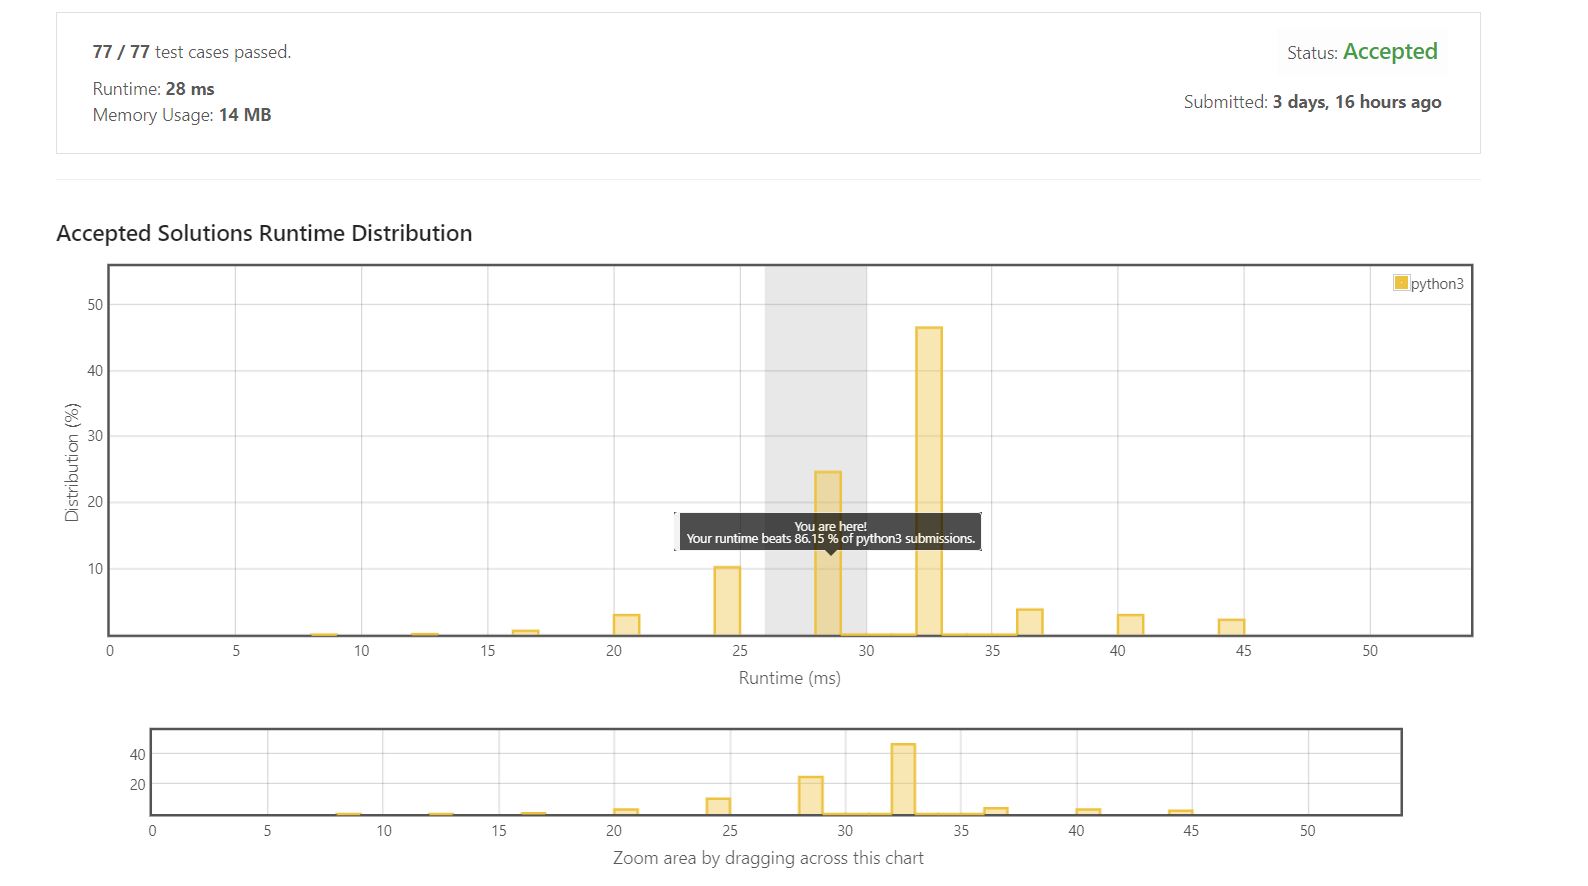 77 / 77 test cases passed.
Status: Accepted
Runtime: 28 ms
Memory Usage: 14 MB
Submitted: 3 days, 16 hours ago
Accepted Solutions Runtime Distribution
python3
Distribution (%)
50
40
30
20
10
You are here!
Your runtime beats 86.15 % of python3 submissions.
0 5 10 15 20 25 30 35 40 45 50
Runtime (ms)
40
20
0 5 10 15 20 25 30 35 40 45 50
Zoom area by dragging across this chart